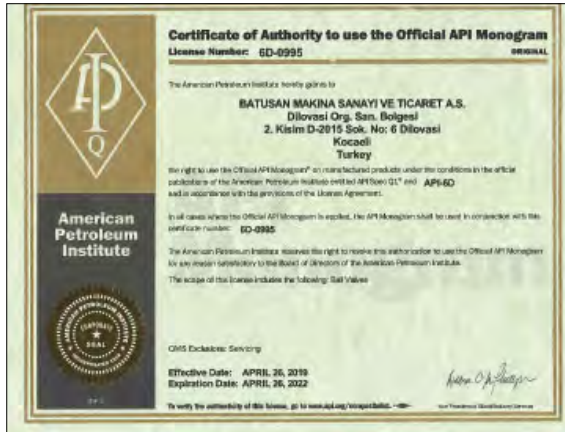 API
Q
American
Petroleum
Institute
AMERICAN PETROLEUM INSTITUTE
CORPORATE
SEAL
Certificate of Authority to use the Official API Monogram
License Number: 6D-0995
ORIGINAL
The American Petroleum Institute hereby grants to
BATUSAN MAKINA SANAYI VE TICARET A.S.
Dilovasi Org. San. Bolgesi
2. Kisim D-2015 Sok. No: 6 Dilovasi
Kocaeli
Turkey
the right to use the Official API Monogram® on manufactured products under the conditions in the official
publications of the American Petroleum Institute entitled API Spec Q1® and API-6D
and in accordance with the provisions of the License Agreement.
In all cases where the Official API Monogram is applied, the API Monogram shall be used in conjunction with this
certificate number: 6D-0995
The American Petroleum Institute reserves the right to revoke this authorization to use the Official API Monogram
for any reason satisfactory to the Board of Directors of the American Petroleum Institute.
The scope of this license includes the following: Ball Valves
QMS Exclusions: Servicing
Effective Date: APRIL 26, 2019
Expiration Date: APRIL 26, 2022
To verify the authenticity of this license, go to www.api.org/compositelist.